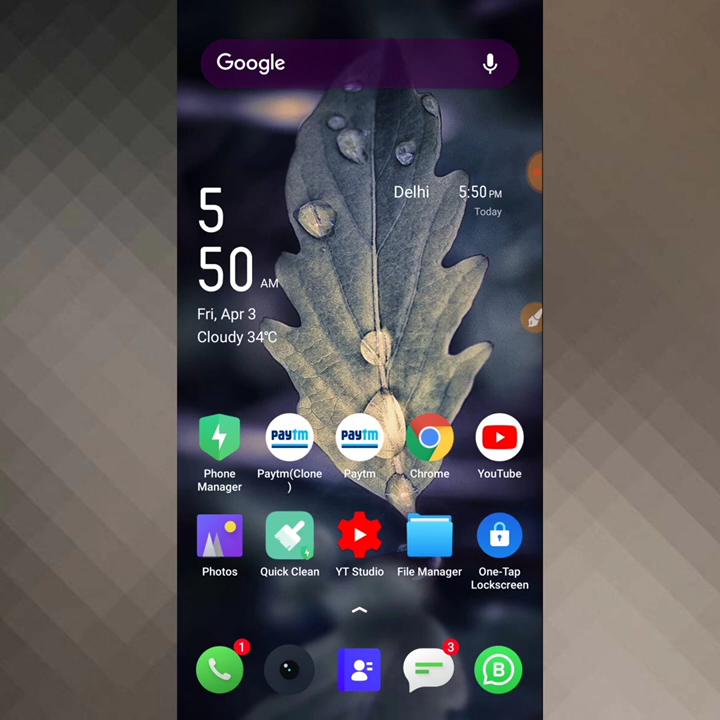 Google
Delhi 5:50 PM
Today
5
50 AM
Fri, Apr 3
Cloudy 34℃
paytm paytm
Phone Manager
Paytm(Clone)
Paytm
Chrome
YouTube
Photos
Quick Clean
YT Studio
File Manager
One-Tap Lockscreen
1
3
B